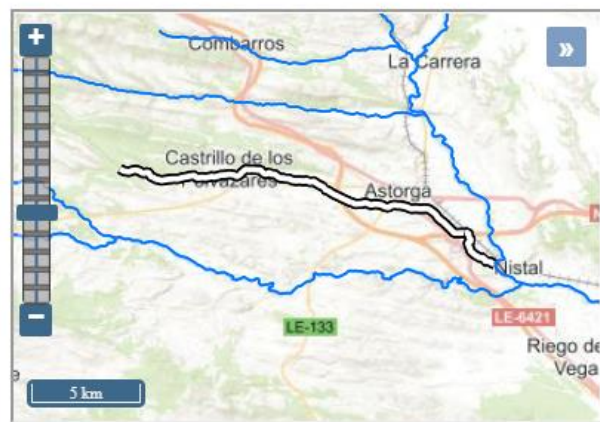 +
Combarros
La Carrera
»
Castrillo de los
Polvazares
Astorga
N
Nistal
LE-6421
LE-133
Riego de
Vega
e
−
5 km